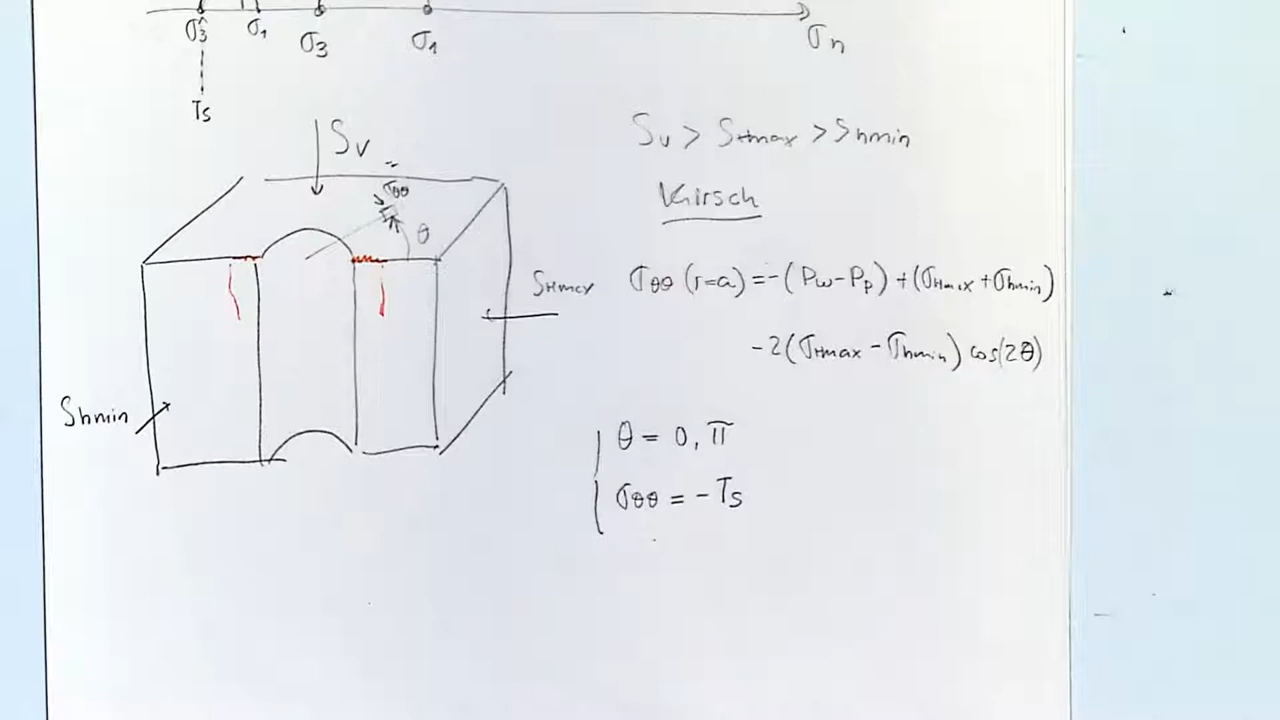 σ̂3 σ1 σ3 σ1 σn
Ts
Sv
Sv > SHmax > Shmin
σθθ
Kirsch
θ
SHmax
σθθ (r=a) = -(Pw-Pp) + (σHmax + σhmin)
-2(σHmax - σhmin) cos(2θ)
Shmin
θ = 0, π
σθθ = - Ts